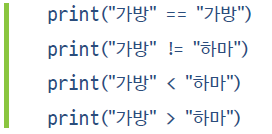 print("가방" == "가방")
print("가방" != "하마")
print("가방" < "하마")
print("가방" > "하마")